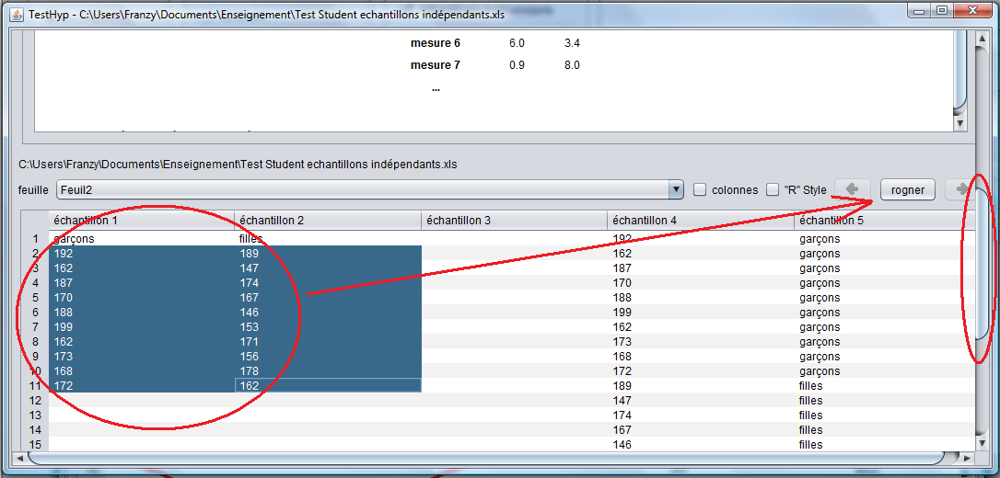 TestHyp - C:\Users\Franzy\Documents\Enseignement\Test Student echantillons indépendants.xls
mesure 6 6.0 3.4
mesure 7 0.9 8.0
...
C:\Users\Franzy\Documents\Enseignement\Test Student echantillons indépendants.xls
feuille Feuil2 colonnes "R" Style rogner
échantillon 1 échantillon 2 échantillon 3 échantillon 4 échantillon 5
1 garçons filles 192 garçons
2 192 189 162 garçons
3 162 147 187 garçons
4 187 174 170 garçons
5 170 167 188 garçons
6 188 146 199 garçons
7 199 153 162 garçons
8 162 171 173 garçons
9 173 156 168 garçons
10 168 178 172 garçons
11 172 162 189 filles
12 147 filles
13 174 filles
14 167 filles
15 146 filles